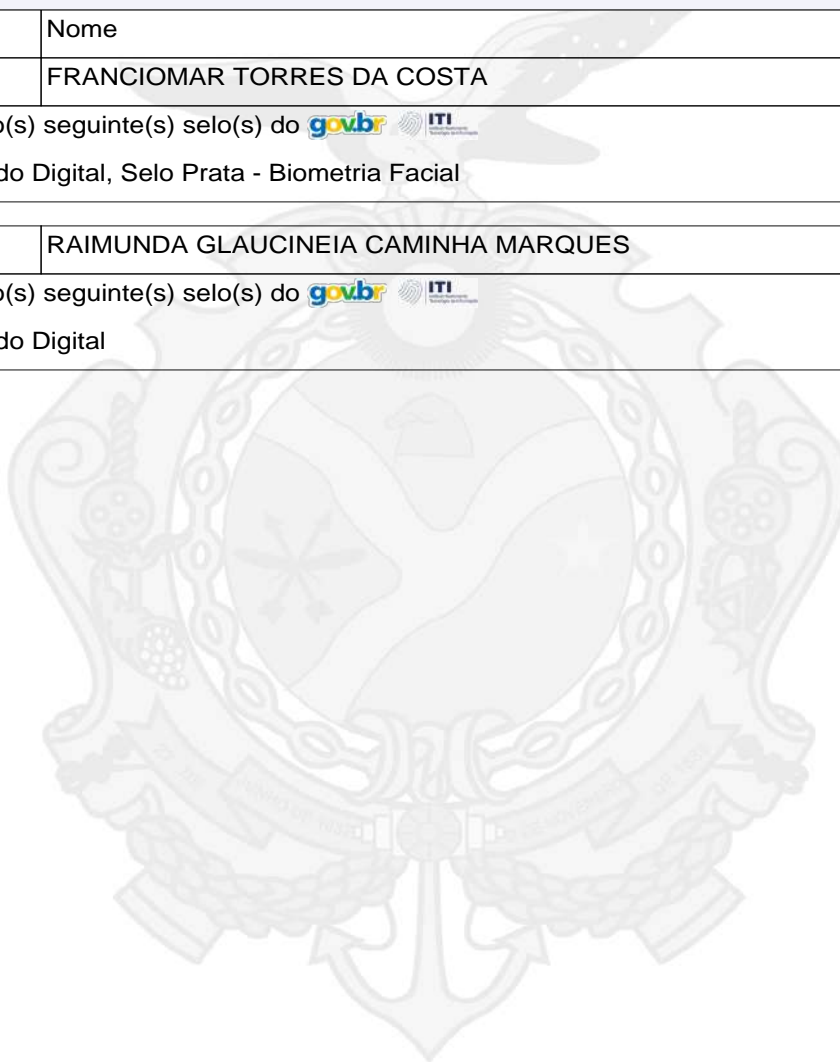 Nome
FRANCIOMAR TORRES DA COSTA
o(s) seguinte(s) selo(s) do gov.br ITI
do Digital, Selo Prata - Biometria Facial
RAIMUNDA GLAUCINEIA CAMINHA MARQUES
o(s) seguinte(s) selo(s) do gov.br ITI
do Digital